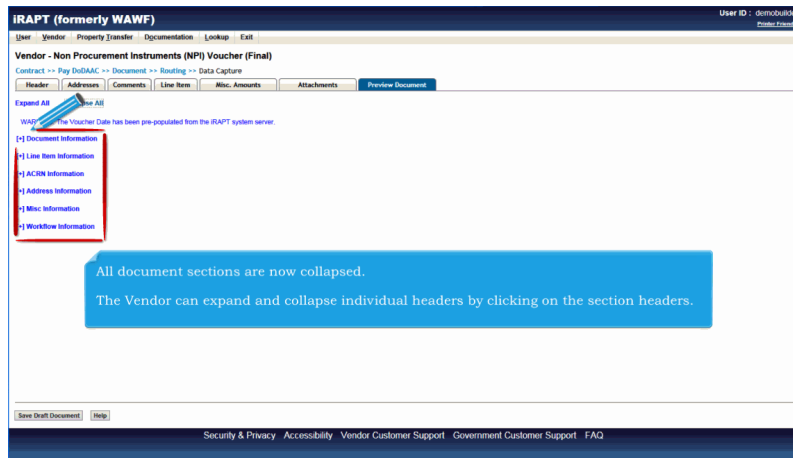 iRAPT (formerly WAWF)
User ID : demobuilde
Printer Friend
User Vendor Property Transfer Documentation Lookup Exit
Vendor - Non Procurement Instruments (NPI) Voucher (Final)
Contract >> Pay DoDAAC >> Document >> Routing >> Data Capture
Header Addresses Comments Line Item Misc. Amounts Attachments Preview Document
Expand All se All
WAR The Voucher Date has been pre-populated from the iRAPT system server.
[+] Document Information
[+] Line Item Information
[+] ACRN Information
[+] Address Information
[+] Misc Information
[+] Workflow Information
All document sections are now collapsed.
The Vendor can expand and collapse individual headers by clicking on the section headers.
Save Draft Document Help
Security & Privacy Accessibility Vendor Customer Support Government Customer Support FAQ